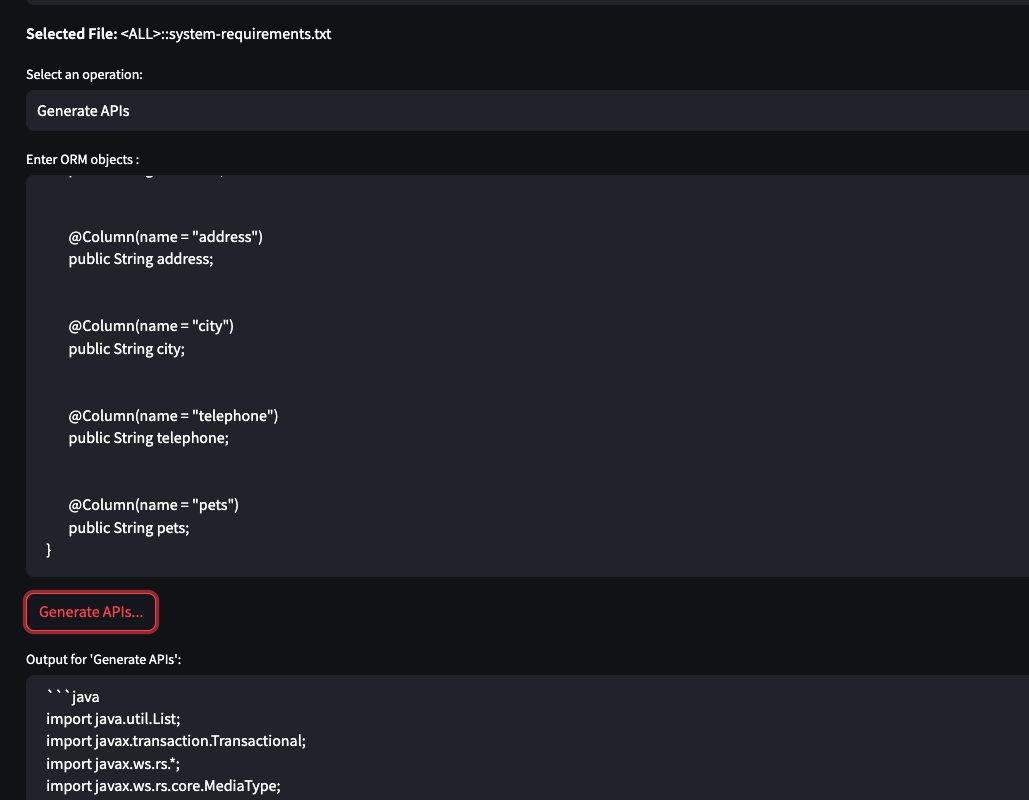 Selected File: <ALL>::system-requirements.txt
Select an operation:
Generate APIs
Enter ORM objects :
@Column(name = "address")
public String address;
@Column(name = "city")
public String city;
@Column(name = "telephone")
public String telephone;
@Column(name = "pets")
public String pets;
}
Generate APIs...
Output for 'Generate APIs':
```java
import java.util.List;
import javax.transaction.Transactional;
import javax.ws.rs.*;
import javax.ws.rs.core.MediaType;